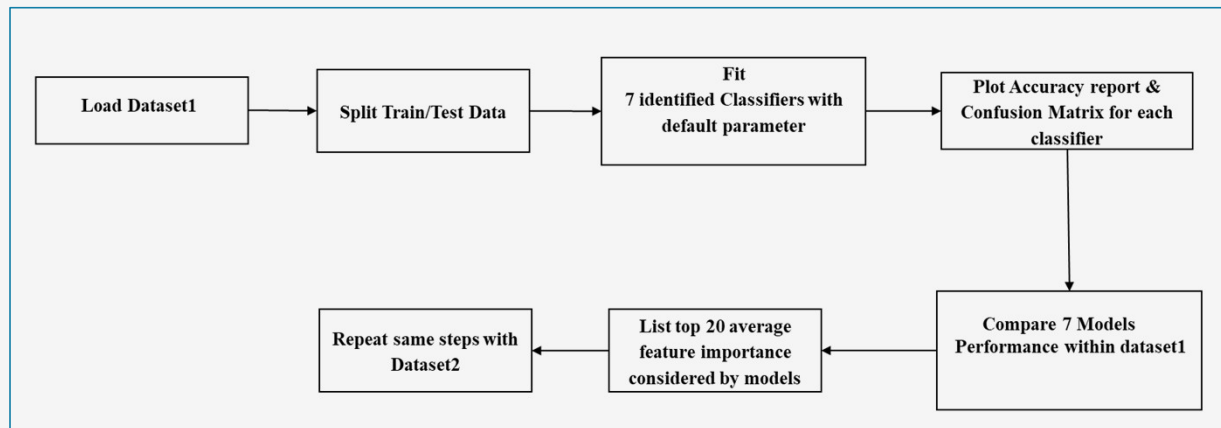 Load Dataset1
Split Train/Test Data
Fit
7 identified Classifiers with
default parameter
Plot Accuracy report &
Confusion Matrix for each
classifier
Compare 7 Models
Performance within dataset1
List top 20 average
feature importance
considered by models
Repeat same steps with
Dataset2